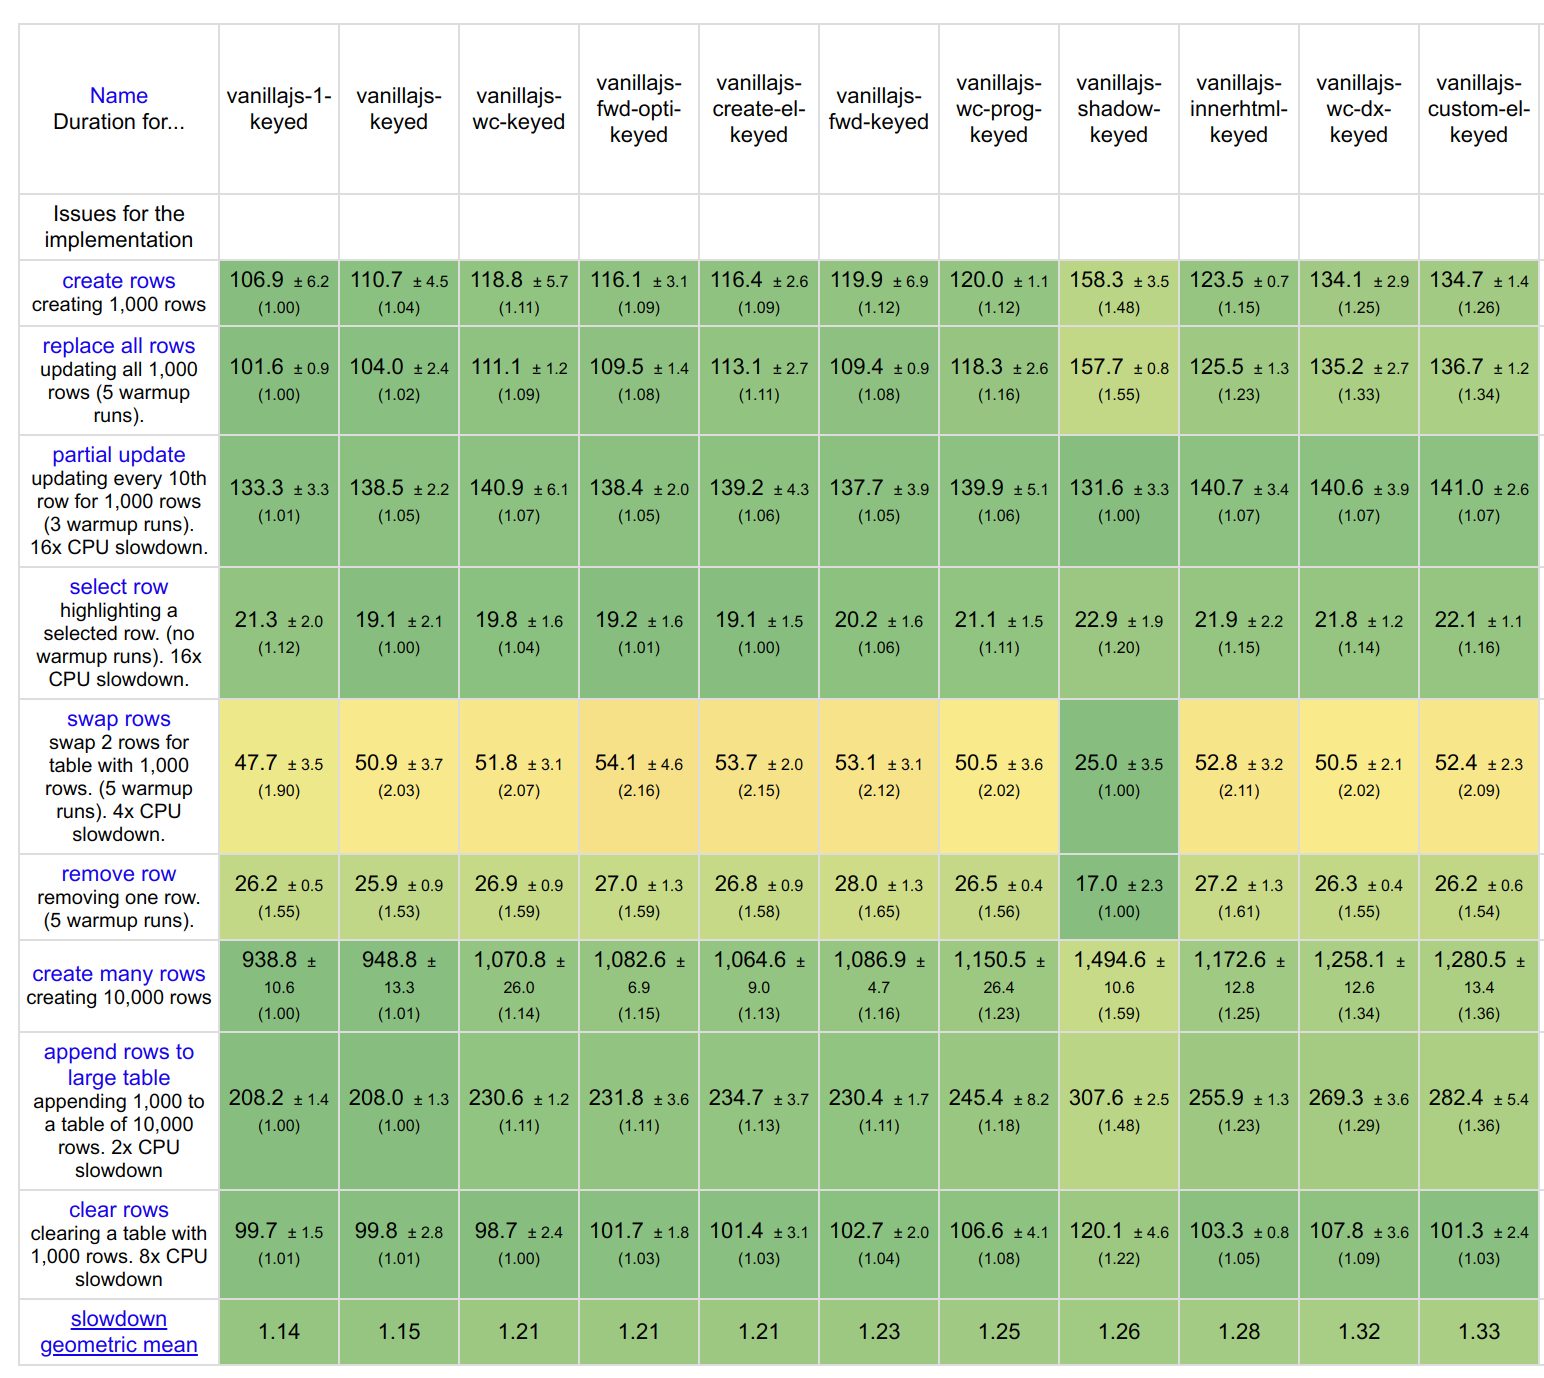 Name
Duration for...
vanillajs-1-
keyed
vanillajs-
keyed
vanillajs-
wc-keyed
vanillajs-
fwd-opti-
keyed
vanillajs-
create-el-
keyed
vanillajs-
fwd-keyed
vanillajs-
wc-prog-
keyed
vanillajs-
shadow-
keyed
vanillajs-
innerhtml-
keyed
vanillajs-
wc-dx-
keyed
vanillajs-
custom-el-
keyed
Issues for the
implementation
create rows
creating 1,000 rows
106.9 ± 6.2
(1.00)
110.7 ± 4.5
(1.04)
118.8 ± 5.7
(1.11)
116.1 ± 3.1
(1.09)
116.4 ± 2.6
(1.09)
119.9 ± 6.9
(1.12)
120.0 ± 1.1
(1.12)
158.3 ± 3.5
(1.48)
123.5 ± 0.7
(1.15)
134.1 ± 2.9
(1.25)
134.7 ± 1.4
(1.26)
replace all rows
updating all 1,000
rows (5 warmup
runs).
101.6 ± 0.9
(1.00)
104.0 ± 2.4
(1.02)
111.1 ± 1.2
(1.09)
109.5 ± 1.4
(1.08)
113.1 ± 2.7
(1.11)
109.4 ± 0.9
(1.08)
118.3 ± 2.6
(1.16)
157.7 ± 0.8
(1.55)
125.5 ± 1.3
(1.23)
135.2 ± 2.7
(1.33)
136.7 ± 1.2
(1.34)
partial update
updating every 10th
row for 1,000 rows
(3 warmup runs).
16x CPU slowdown.
133.3 ± 3.3
(1.01)
138.5 ± 2.2
(1.05)
140.9 ± 6.1
(1.07)
138.4 ± 2.0
(1.05)
139.2 ± 4.3
(1.06)
137.7 ± 3.9
(1.05)
139.9 ± 5.1
(1.06)
131.6 ± 3.3
(1.00)
140.7 ± 3.4
(1.07)
140.6 ± 3.9
(1.07)
141.0 ± 2.6
(1.07)
select row
highlighting a
selected row. (no
warmup runs). 16x
CPU slowdown.
21.3 ± 2.0
(1.12)
19.1 ± 2.1
(1.00)
19.8 ± 1.6
(1.04)
19.2 ± 1.6
(1.01)
19.1 ± 1.5
(1.00)
20.2 ± 1.6
(1.06)
21.1 ± 1.5
(1.11)
22.9 ± 1.9
(1.20)
21.9 ± 2.2
(1.15)
21.8 ± 1.2
(1.14)
22.1 ± 1.1
(1.16)
swap rows
swap 2 rows for
table with 1,000
rows. (5 warmup
runs). 4x CPU
slowdown.
47.7 ± 3.5
(1.90)
50.9 ± 3.7
(2.03)
51.8 ± 3.1
(2.07)
54.1 ± 4.6
(2.16)
53.7 ± 2.0
(2.15)
53.1 ± 3.1
(2.12)
50.5 ± 3.6
(2.02)
25.0 ± 3.5
(1.00)
52.8 ± 3.2
(2.11)
50.5 ± 2.1
(2.02)
52.4 ± 2.3
(2.09)
remove row
removing one row.
(5 warmup runs).
26.2 ± 0.5
(1.55)
25.9 ± 0.9
(1.53)
26.9 ± 0.9
(1.59)
27.0 ± 1.3
(1.59)
26.8 ± 0.9
(1.58)
28.0 ± 1.3
(1.65)
26.5 ± 0.4
(1.56)
17.0 ± 2.3
(1.00)
27.2 ± 1.3
(1.61)
26.3 ± 0.4
(1.55)
26.2 ± 0.6
(1.54)
create many rows
creating 10,000 rows
938.8 ±
10.6
(1.00)
948.8 ±
13.3
(1.01)
1,070.8 ±
26.0
(1.14)
1,082.6 ±
6.9
(1.15)
1,064.6 ±
9.0
(1.13)
1,086.9 ±
4.7
(1.16)
1,150.5 ±
26.4
(1.23)
1,494.6 ±
10.6
(1.59)
1,172.6 ±
12.8
(1.25)
1,258.1 ±
12.6
(1.34)
1,280.5 ±
13.4
(1.36)
append rows to
large table
appending 1,000 to
a table of 10,000
rows. 2x CPU
slowdown
208.2 ± 1.4
(1.00)
208.0 ± 1.3
(1.00)
230.6 ± 1.2
(1.11)
231.8 ± 3.6
(1.11)
234.7 ± 3.7
(1.13)
230.4 ± 1.7
(1.11)
245.4 ± 8.2
(1.18)
307.6 ± 2.5
(1.48)
255.9 ± 1.3
(1.23)
269.3 ± 3.6
(1.29)
282.4 ± 5.4
(1.36)
clear rows
clearing a table with
1,000 rows. 8x CPU
slowdown
99.7 ± 1.5
(1.01)
99.8 ± 2.8
(1.01)
98.7 ± 2.4
(1.00)
101.7 ± 1.8
(1.03)
101.4 ± 3.1
(1.03)
102.7 ± 2.0
(1.04)
106.6 ± 4.1
(1.08)
120.1 ± 4.6
(1.22)
103.3 ± 0.8
(1.05)
107.8 ± 3.6
(1.09)
101.3 ± 2.4
(1.03)
slowdown
geometric mean
1.14
1.15
1.21
1.21
1.21
1.23
1.25
1.26
1.28
1.32
1.33